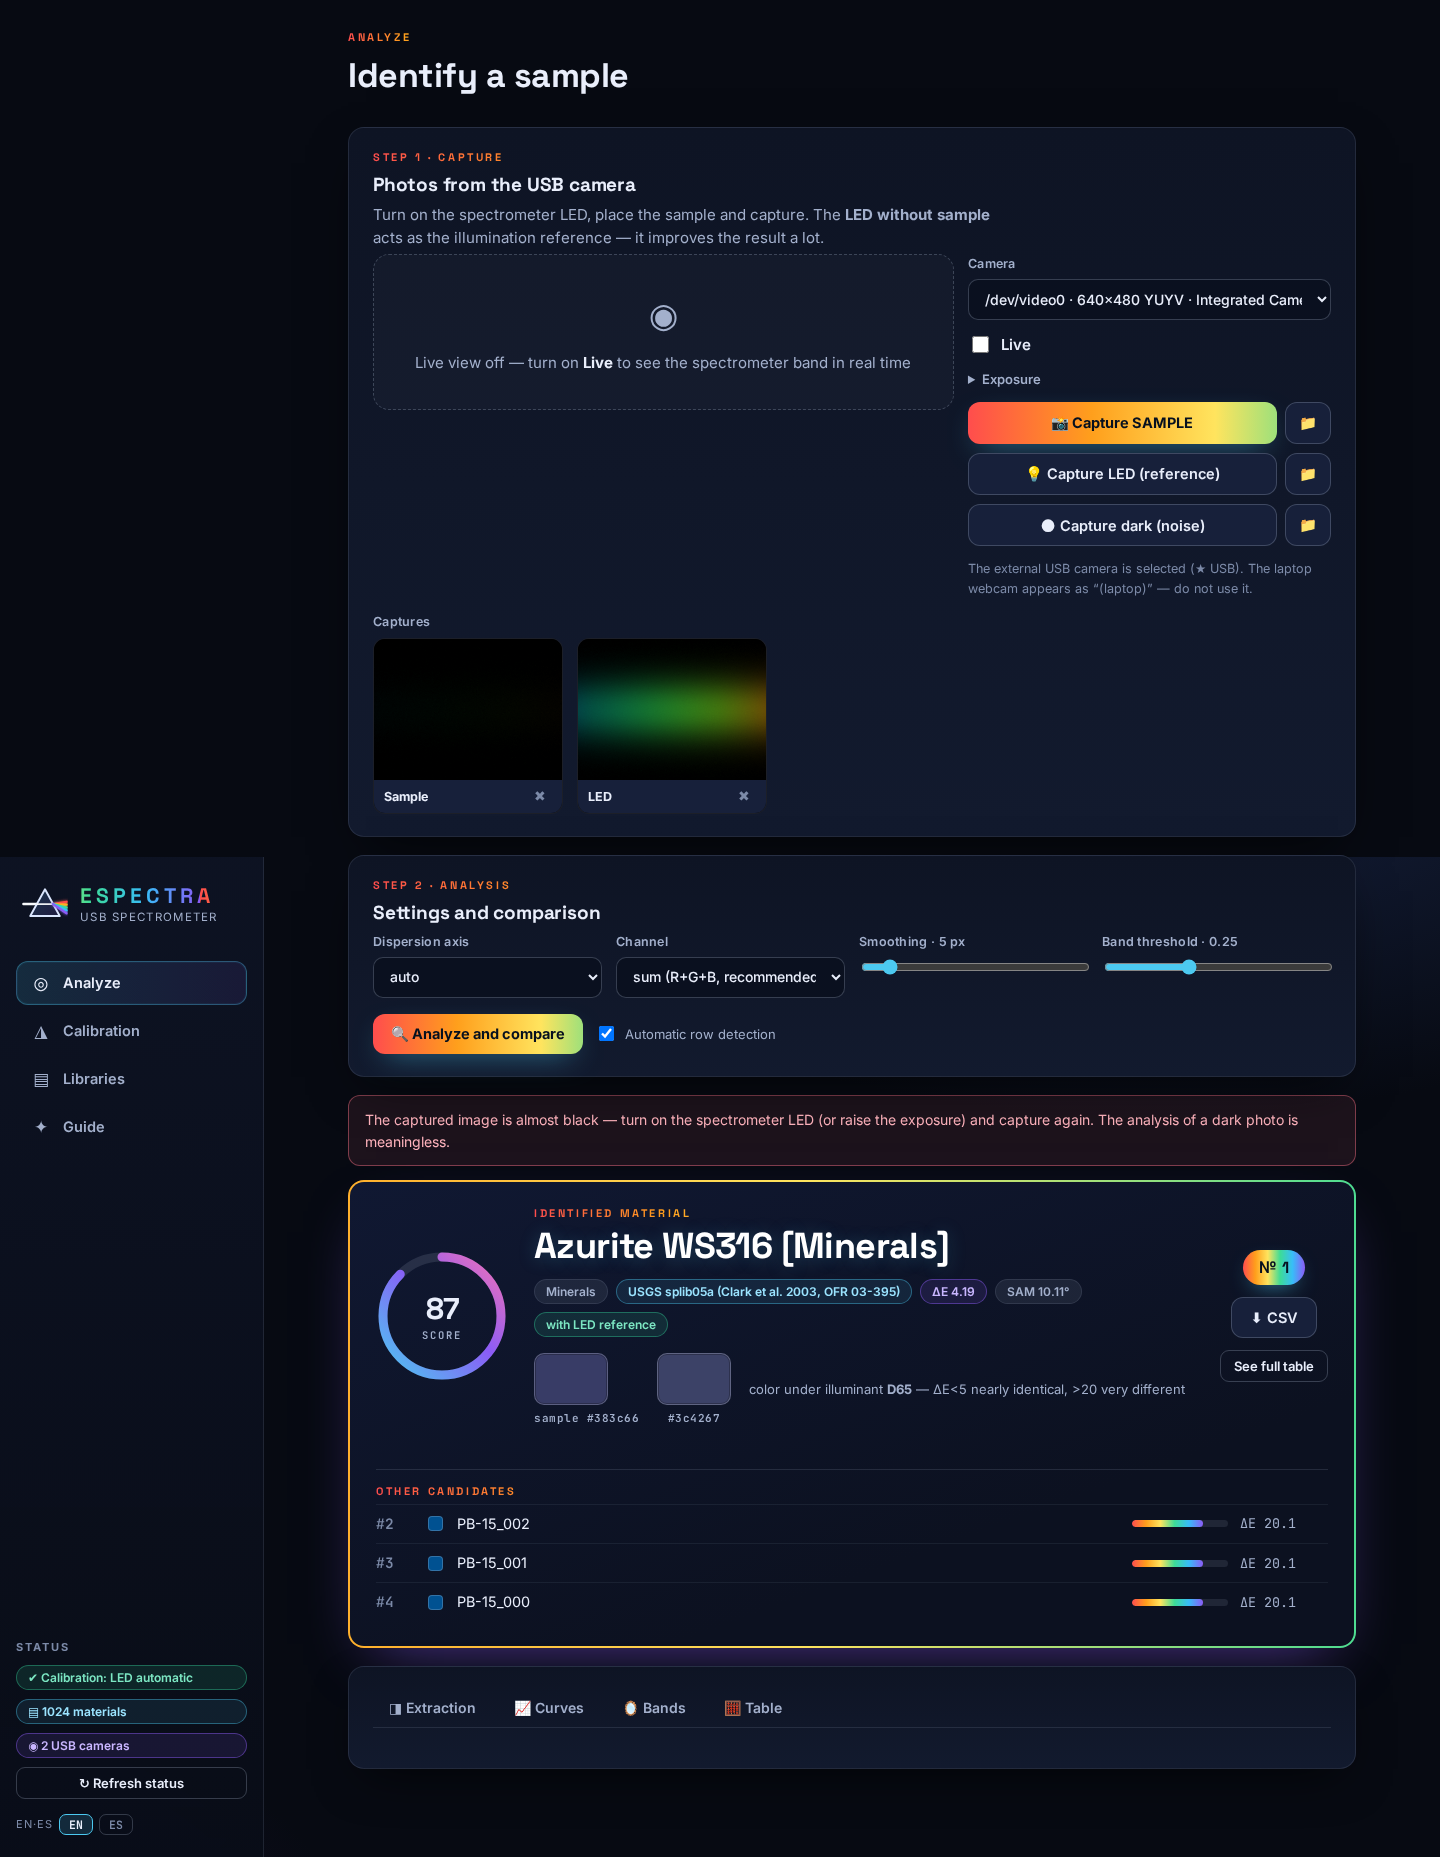 ANALYZE
Identify a sample
STEP 1 · CAPTURE
Photos from the USB camera
Turn on the spectrometer LED, place the sample and capture. The LED without sample
acts as the illumination reference — it improves the result a lot.
◉
Live view off — turn on Live to see the spectrometer band in real time
Camera
/dev/video0 · 640×480 YUYV · Integrated Came
Live
▶ Exposure
📸 Capture SAMPLE
📁
💡 Capture LED (reference)
📁
● Capture dark (noise)
📁
The external USB camera is selected (★ USB). The laptop
webcam appears as “(laptop)” — do not use it.
Captures
Sample ✖
LED ✖
ESPECTRA
USB SPECTROMETER
◎ Analyze
◮ Calibration
▤ Libraries
✦ Guide
STATUS
✔ Calibration: LED automatic
▤ 1024 materials
◉ 2 USB cameras
↻ Refresh status
EN·ES EN ES
STEP 2 · ANALYSIS
Settings and comparison
Dispersion axis
auto
Channel
sum (R+G+B, recommended
Smoothing · 5 px
Band threshold · 0.25
🔍 Analyze and compare
Automatic row detection
The captured image is almost black — turn on the spectrometer LED (or raise the exposure) and capture again. The analysis of a dark photo is
meaningless.
87
SCORE
IDENTIFIED MATERIAL
Azurite WS316 [Minerals]
Minerals
USGS splib05a (Clark et al. 2003, OFR 03-395)
ΔE 4.19
SAM 10.11°
with LED reference
sample #383c66
#3c4267
color under illuminant D65 — ΔE<5 nearly identical, >20 very different
Nº 1
⬇ CSV
See full table
OTHER CANDIDATES
#2 PB-15_002 ΔE 20.1
#3 PB-15_001 ΔE 20.1
#4 PB-15_000 ΔE 20.1
◨ Extraction
📈 Curves
🪞 Bands
🧮 Table